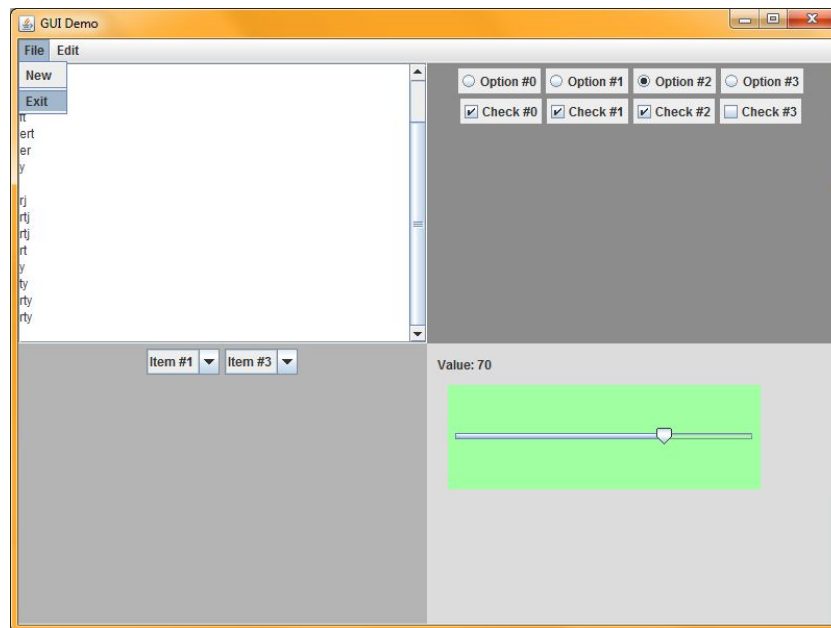 GUI Demo
File Edit
New
Exit
rt
ert
er
y
rj
rtj
rtj
rt
y
ty
rty
rty
Option #0 Option #1 Option #2 Option #3
Check #0 Check #1 Check #2 Check #3
Item #1 Item #3
Value: 70